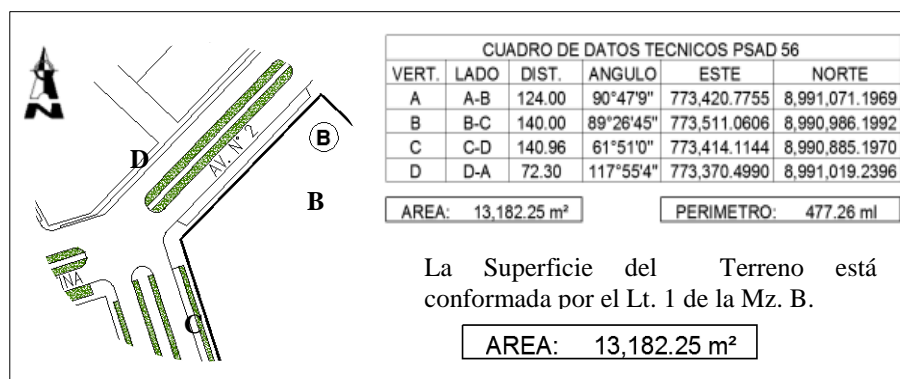 N
D
AV. N° 2
B
B
NA
C
CUADRO DE DATOS TECNICOS PSAD 56
VERT. LADO DIST. ANGULO ESTE NORTE
A A-B 124.00 90°47'9" 773,420.7755 8,991,071.1969
B B-C 140.00 89°26'45" 773,511.0606 8,990,986.1992
C C-D 140.96 61°51'0" 773,414.1144 8,990,885.1970
D D-A 72.30 117°55'4" 773,370.4990 8,991,019.2396
AREA: 13,182.25 m²
PERIMETRO: 477.26 ml
La Superficie del Terreno está
conformada por el Lt. 1 de la Mz. B.
AREA: 13,182.25 m²